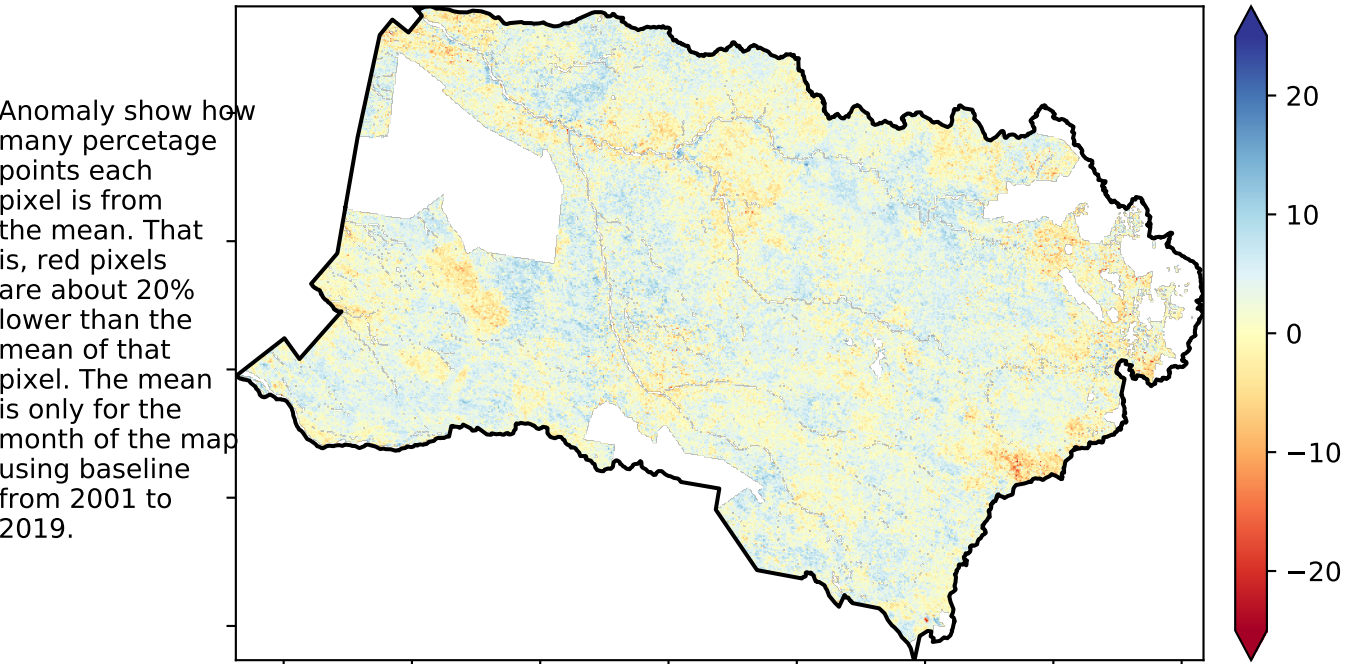 Anomaly show how
many percetage
points each
pixel is from
the mean. That
is, red pixels
are about 20%
lower than the
mean of that
pixel. The mean
is only for the
month of the map
using baseline
from 2001 to
2019.
20
10
0
−10
−20